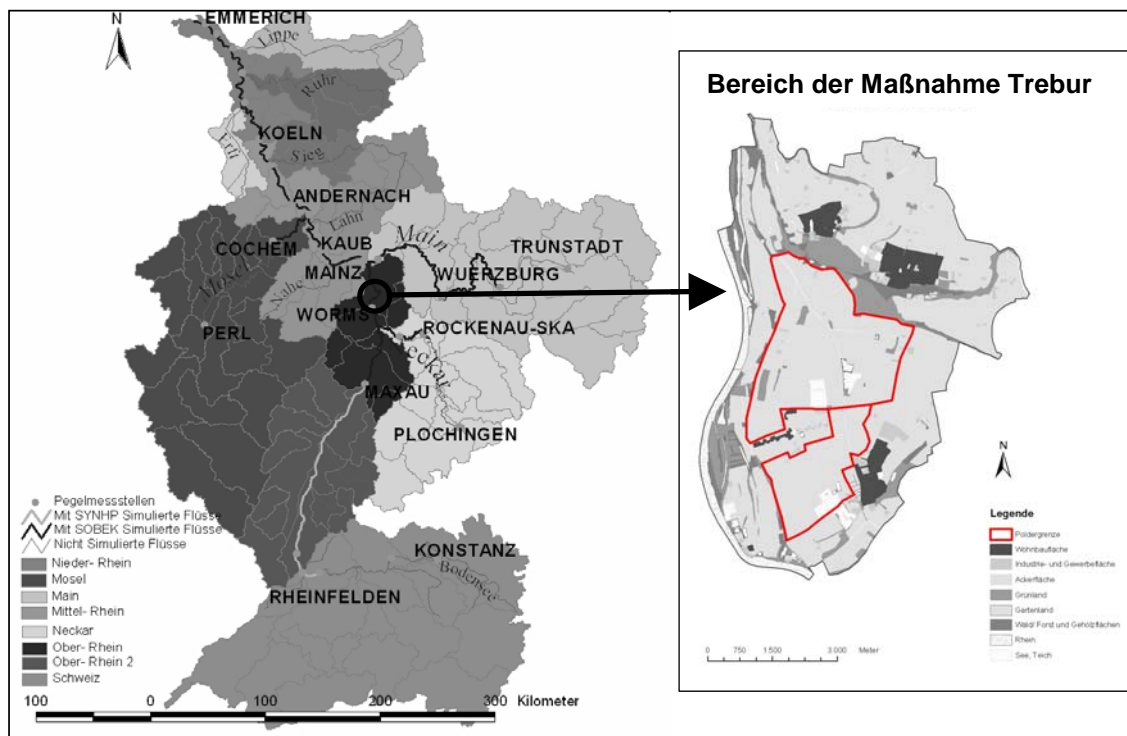 N
EMMERICH
Lippe
Ruhr
KOELN
Erft
Sieg
ANDERNACH
Lahn
COCHEM
KAUB
Main
TRUNSTADT
Mosel
MAINZ
WUERZBURG
Nahe
WORMS
PERL
ROCKENAU-SKA
Neckar
MAXAU
PLOCHINGEN
KONSTANZ
Bodensee
RHEINFELDEN
Pegelmessstellen
Mit SYNHP Simulierte Flüsse
Mit SOBEK Simulierte Flüsse
Nicht Simulierte Flüsse
Nieder- Rhein
Mosel
Main
Mittel- Rhein
Neckar
Ober- Rhein
Ober- Rhein 2
Schweiz
100 0 100 200 300 Kilometer
Bereich der Maßnahme Trebur
N
Legende
Poldergrenze
Wohnbaufläche
Industrie- und Gewerbefläche
Ackerfläche
Grünland
Gartenland
Wald/ Forst und Gehölzflächen
Rhein
See, Teich
0 750 1.500 3.000 Meter